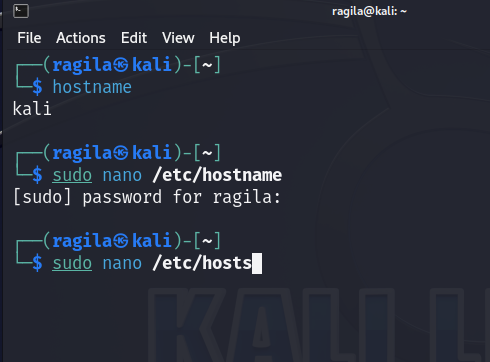 ragila@kali: ~
File Actions Edit View Help
┌──(ragila㉿kali)-[~]
└─$ hostname
kali
┌──(ragila㉿kali)-[~]
└─$ sudo nano /etc/hostname
[sudo] password for ragila:
┌──(ragila㉿kali)-[~]
└─$ sudo nano /etc/hosts
KALI L